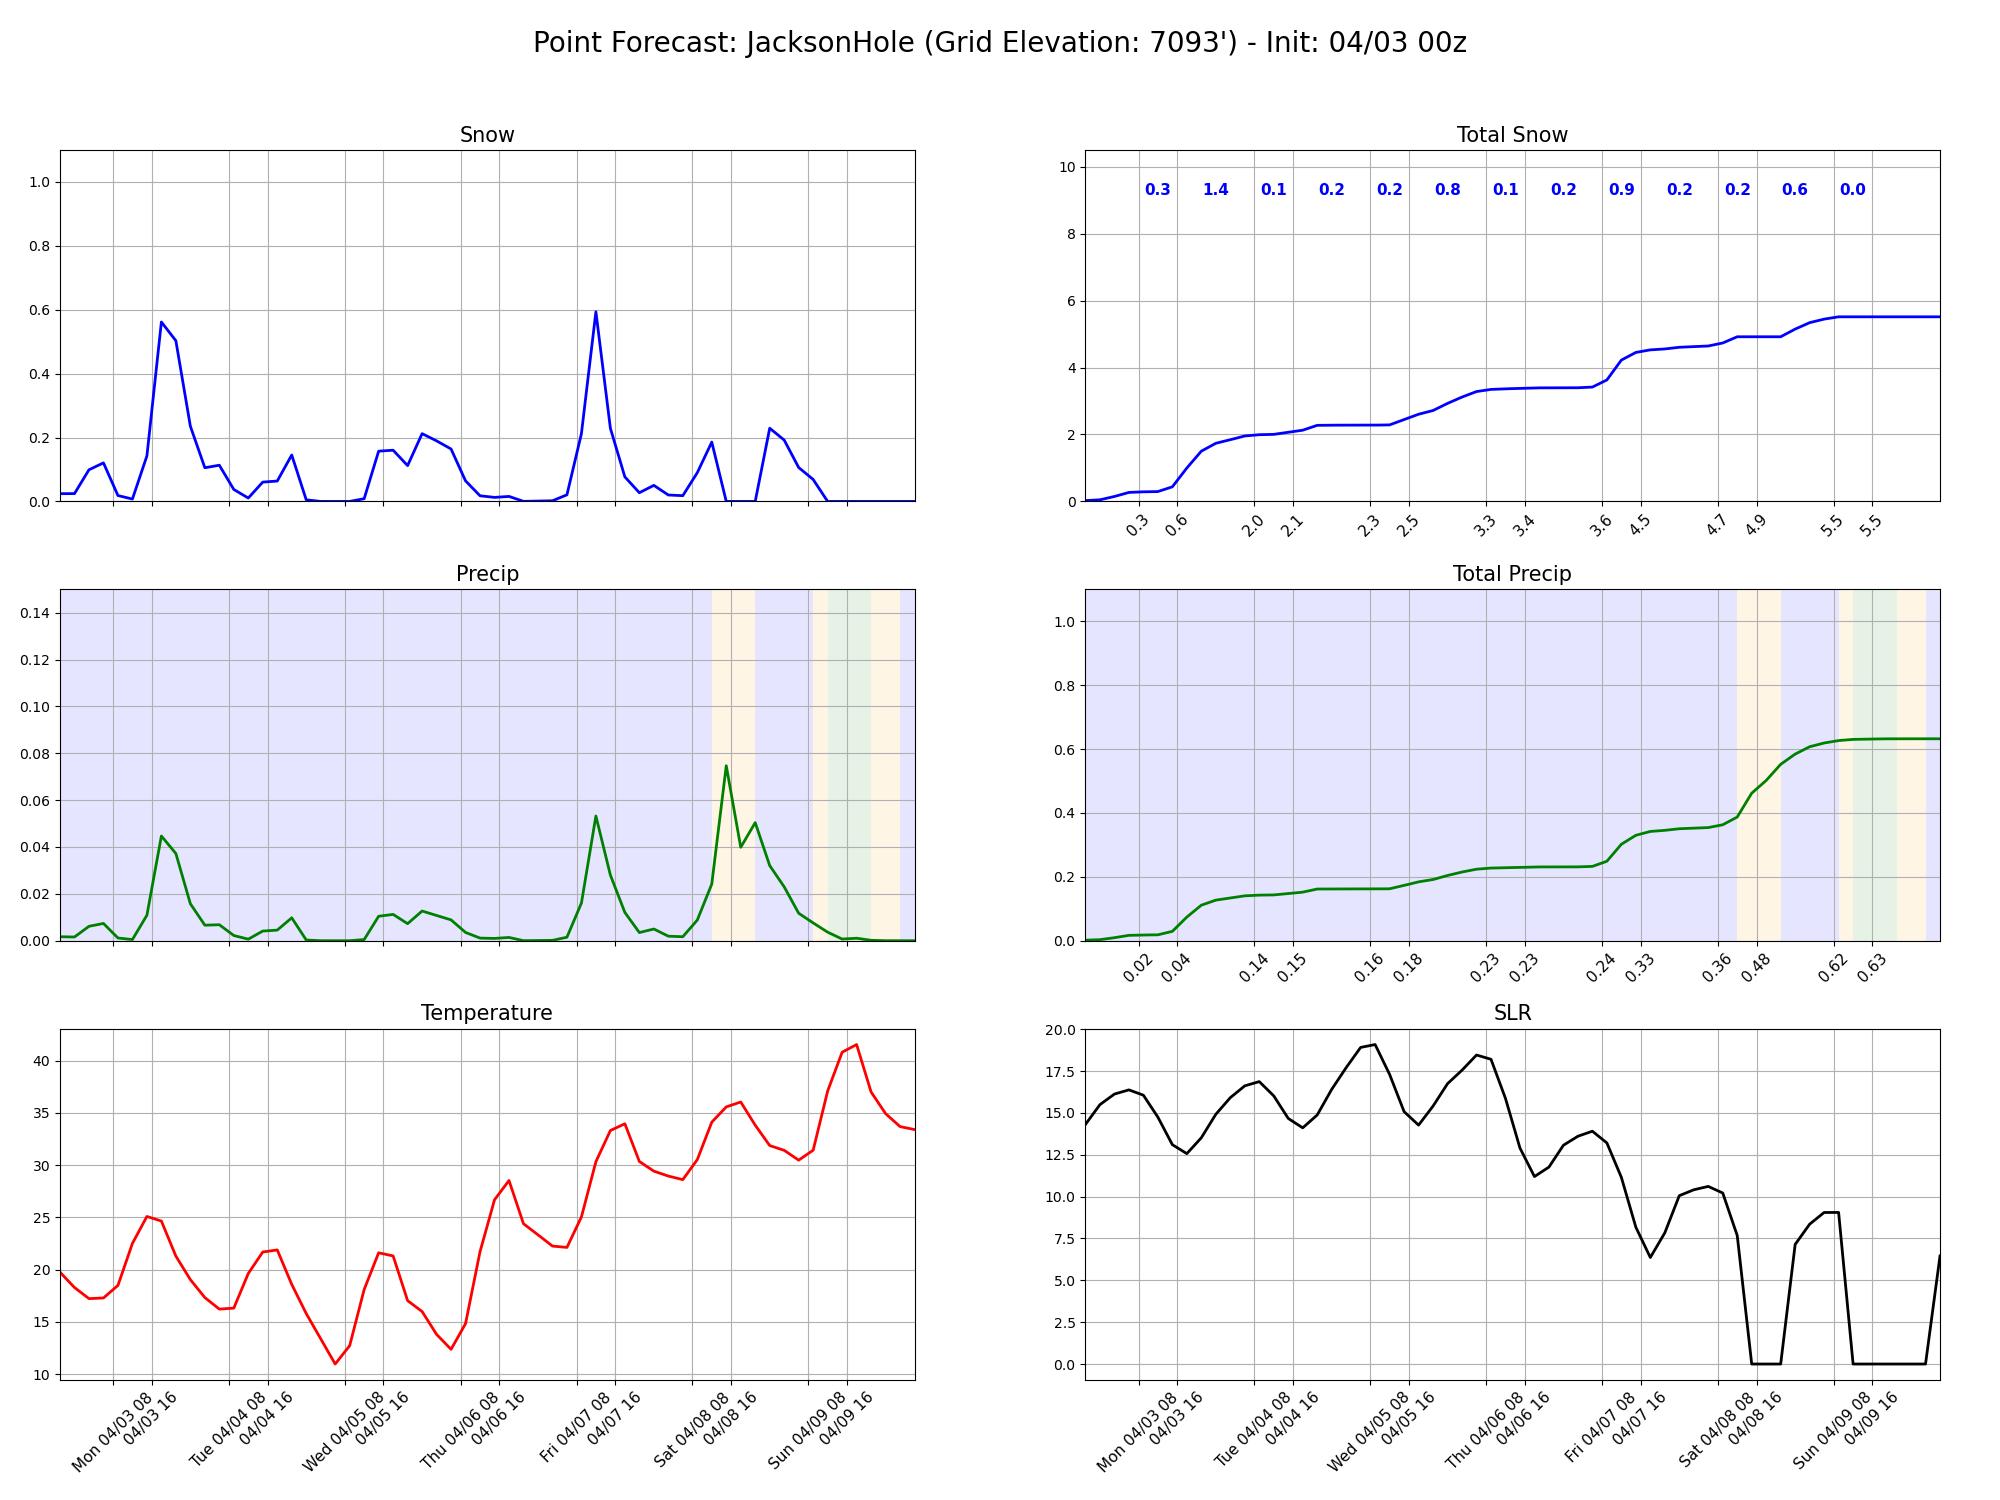 Point Forecast: JacksonHole (Grid Elevation: 7093') - Init: 04/03 00z
Snow
1.0
0.8
0.6
0.4
0.2
0.0
Total Snow
10
8
6
4
2
0
0.3 1.4 0.1 0.2 0.2 0.8 0.1 0.2 0.9 0.2 0.2 0.6 0.0
0.3 0.6 2.0 2.1 2.3 2.5 3.3 3.4 3.6 4.5 4.7 4.9 5.5 5.5
Precip
0.14
0.12
0.10
0.08
0.06
0.04
0.02
0.00
Total Precip
1.0
0.8
0.6
0.4
0.2
0.0
0.02 0.04 0.14 0.15 0.16 0.18 0.23 0.23 0.24 0.33 0.36 0.48 0.62 0.63
Temperature
40
35
30
25
20
15
10
Mon 04/03 08
04/03 16
Tue 04/04 08
04/04 16
Wed 04/05 08
04/05 16
Thu 04/06 08
04/06 16
Fri 04/07 08
04/07 16
Sat 04/08 08
04/08 16
Sun 04/09 08
04/09 16
SLR
20.0
17.5
15.0
12.5
10.0
7.5
5.0
2.5
0.0
Mon 04/03 08
04/03 16
Tue 04/04 08
04/04 16
Wed 04/05 08
04/05 16
Thu 04/06 08
04/06 16
Fri 04/07 08
04/07 16
Sat 04/08 08
04/08 16
Sun 04/09 08
04/09 16